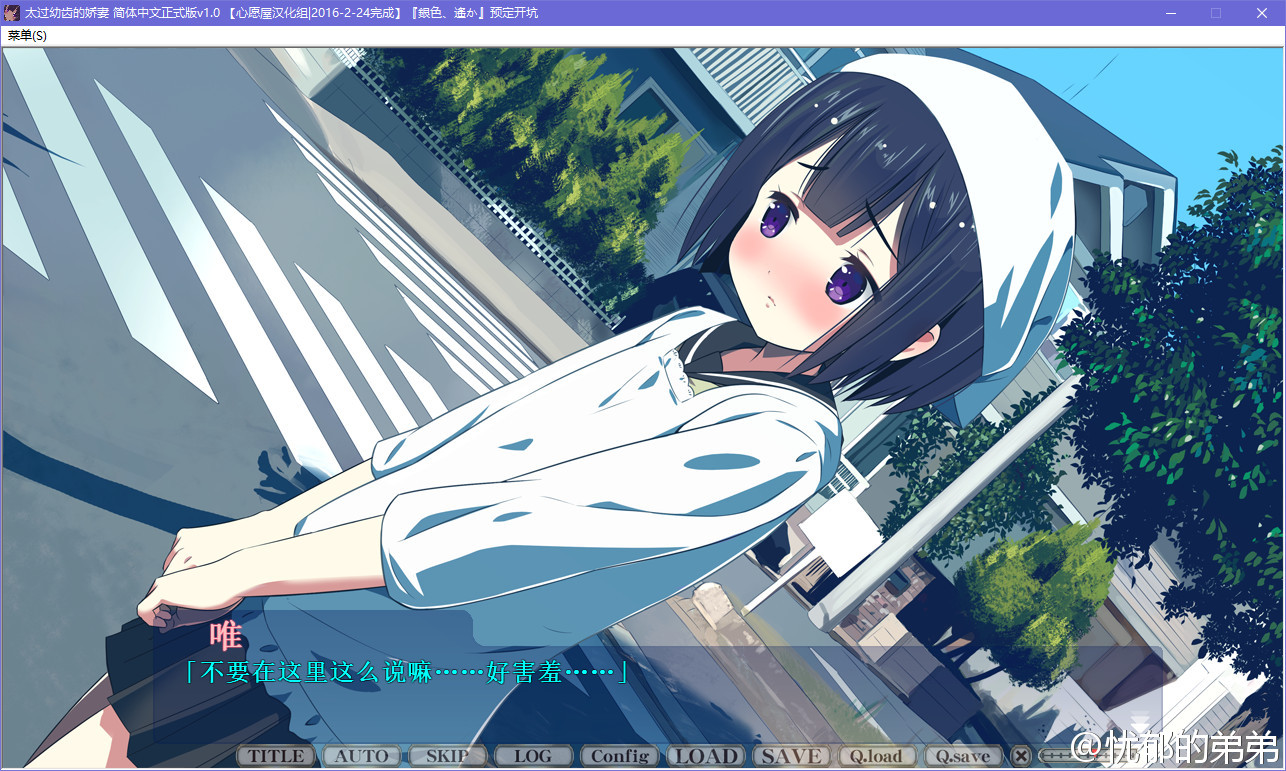 太过幼齿的娇妻 简体中文正式版v1.0 【心愿屋汉化组|2016-2-24完成】『銀色、遙か』预定开坑
菜单(S)
唯
「不要在这里这么说嘛……好害羞……」
TITLE AUTO SKIP LOG Config LOAD SAVE Q.load Q.save
@忧郁的弟弟